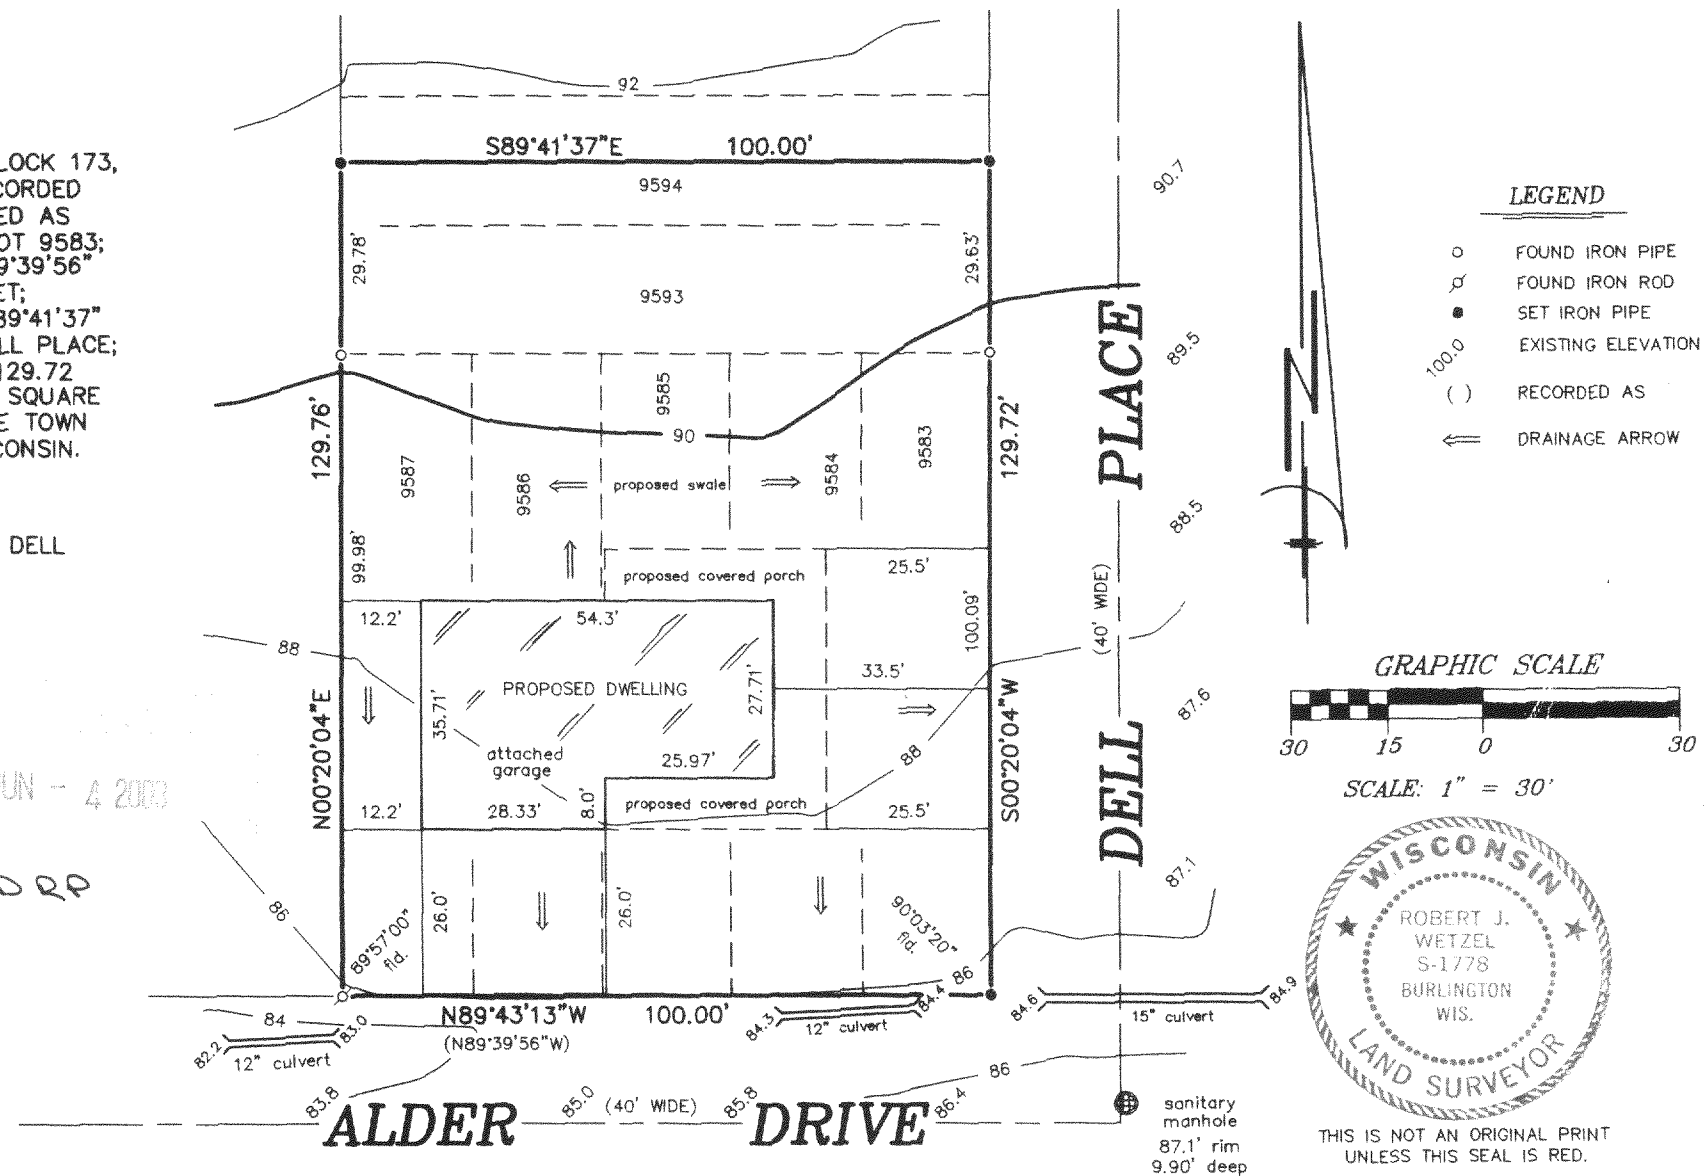 LOCK 173,
CORDED
ED AS
OT 9583;
9°39'56"
ET;
89°41'37"
LL PLACE;
129.72
SQUARE
E TOWN
CONSIN.
DELL
UN - 4 2003
92
S89°41'37"E 100.00'
9594
29.78'
29.63'
9593
90.7
89.5
88.5
87.6
87.1
129.76'
129.72'
9587
9586
9585
9584
9583
90
proposed swale
99.98'
100.09'
proposed covered porch
25.5'
12.2'
54.3'
88
33.5'
PROPOSED DWELLING
35.71'
27.71'
attached
garage
25.97'
88
N00°20'04"E
S00°20'04"W
12.2'
28.33'
8.0'
proposed covered porch
25.5'
86
26.0'
26.0'
89°57'00"
fld.
90°03'20"
fld.
86
N89°43'13"W 100.00'
(N89°39'56"W)
84
82.2
83.0
12" culvert
84.3
84.4
12" culvert
84.6
84.9
15" culvert
86
83.8
85.0
85.8
86.4
ALDER (40' WIDE) DRIVE
DELL (40' WIDE) PLACE
sanitary
manhole
87.1' rim
9.90' deep
N
LEGEND
FOUND IRON PIPE
FOUND IRON ROD
SET IRON PIPE
100.0 EXISTING ELEVATION
( ) RECORDED AS
DRAINAGE ARROW
GRAPHIC SCALE
30 15 0 30
SCALE: 1" = 30'
WISCONSIN
ROBERT J.
WETZEL
S-1778
BURLINGTON
WIS.
LAND SURVEYOR
THIS IS NOT AN ORIGINAL PRINT
UNLESS THIS SEAL IS RED.